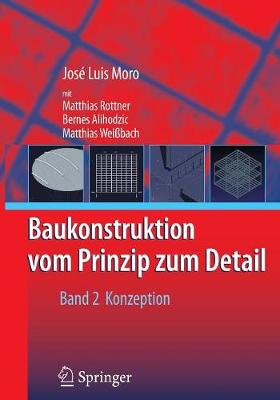 José Luis Moro
mit
Matthias Rottner
Bernes Alihodzic
Matthias Weißbach
Baukonstruktion
vom Prinzip zum Detail
Band 2 Konzeption
Springer